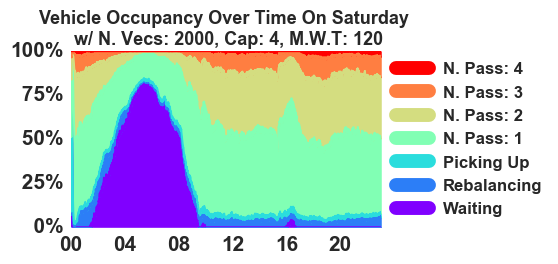 Vehicle Occupancy Over Time On Saturday
w/ N. Vecs: 2000, Cap: 4, M.W.T: 120
100%
75%
50%
25%
0%
00 04 08 12 16 20
N. Pass: 4
N. Pass: 3
N. Pass: 2
N. Pass: 1
Picking Up
Rebalancing
Waiting